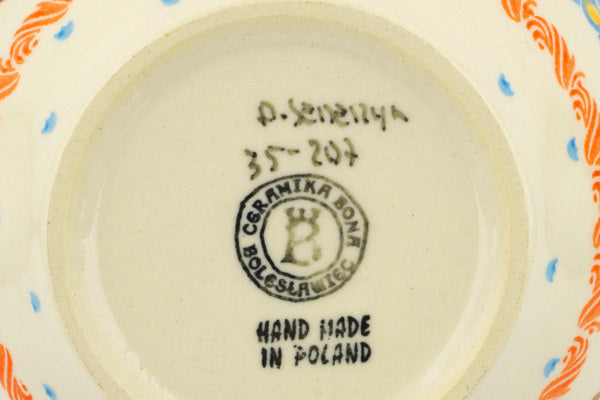 35-207
CERAMIKA BONA
B
BOLESŁAWIEC
HAND MADE
IN POLAND